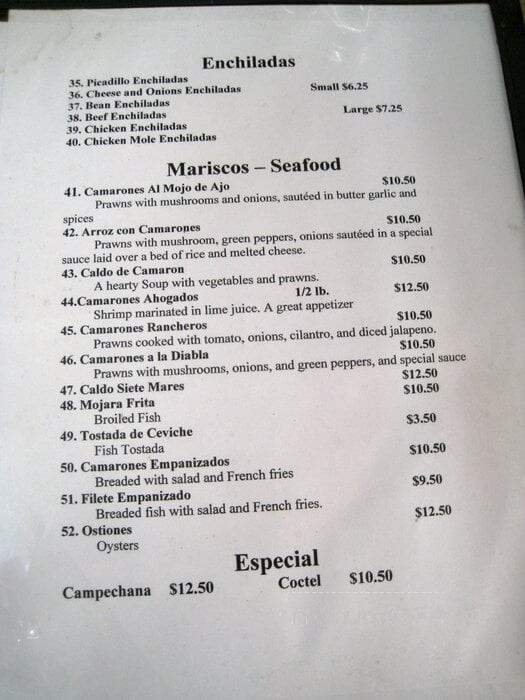 Enchiladas
35. Picadillo Enchiladas
36. Cheese and Onions Enchiladas Small $6.25
37. Bean Enchiladas
38. Beef Enchiladas Large $7.25
39. Chicken Enchiladas
40. Chicken Mole Enchiladas
Mariscos – Seafood
41. Camarones Al Mojo de Ajo $10.50
Prawns with mushrooms and onions, sautéed in butter garlic and
spices
42. Arroz con Camarones $10.50
Prawns with mushroom, green peppers, onions sautéed in a special
sauce laid over a bed of rice and melted cheese.
43. Caldo de Camaron $10.50
A hearty Soup with vegetables and prawns.
44.Camarones Ahogados 1/2 lb. $12.50
Shrimp marinated in lime juice. A great appetizer
45. Camarones Rancheros $10.50
Prawns cooked with tomato, onions, cilantro, and diced jalapeno.
46. Camarones a la Diabla $10.50
Prawns with mushrooms, onions, and green peppers, and special sauce
47. Caldo Siete Mares $12.50
48. Mojara Frita $10.50
Broiled Fish
49. Tostada de Ceviche $3.50
Fish Tostada
50. Camarones Empanizados $10.50
Breaded with salad and French fries
51. Filete Empanizado $9.50
Breaded fish with salad and French fries.
52. Ostiones $12.50
Oysters
Especial
Campechana $12.50 Coctel $10.50